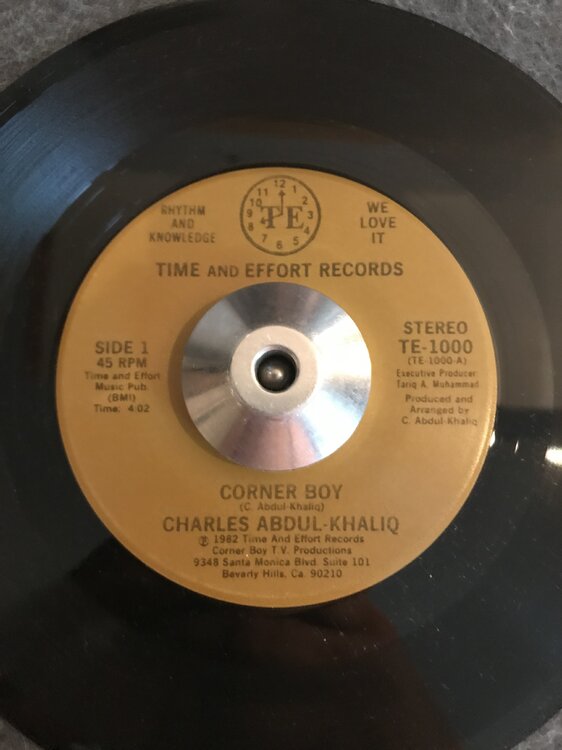 12
11 1
10 2
9 3
8 4
7 6 5
TE
RHYTHM
AND
KNOWLEDGE
WE
LOVE
IT
TIME AND EFFORT RECORDS
SIDE 1
45 RPM
Time and Effort
Music Pub.
(BMI)
Time: 4:02
STEREO
TE-1000
(TE-1000-A)
Executive Producer:
Tariq A. Muhammad
Produced and
Arranged by
C. Abdul-Khaliq
CORNER BOY
(C. Abdul-Khaliq)
CHARLES ABDUL-KHALIQ
℗ 1982 Time And Effort Records
Corner Boy T.V. Productions
9348 Santa Monica Blvd. Suite 101
Beverly Hills, Ca. 90210